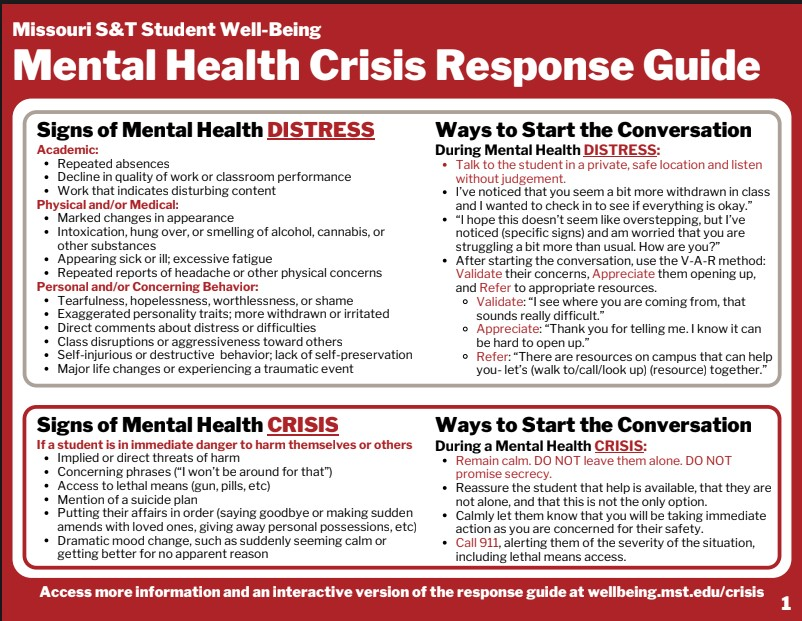 Missouri S&T Student Well-Being
Mental Health Crisis Response Guide
Signs of Mental Health DISTRESS
Academic:
• Repeated absences
• Decline in quality of work or classroom performance
• Work that indicates disturbing content
Physical and/or Medical:
• Marked changes in appearance
• Intoxication, hung over, or smelling of alcohol, cannabis, or
other substances
• Appearing sick or ill; excessive fatigue
• Repeated reports of headache or other physical concerns
Personal and/or Concerning Behavior:
• Tearfulness, hopelessness, worthlessness, or shame
• Exaggerated personality traits; more withdrawn or irritated
• Direct comments about distress or difficulties
• Class disruptions or aggressiveness toward others
• Self-injurious or destructive behavior; lack of self-preservation
• Major life changes or experiencing a traumatic event
Ways to Start the Conversation
During Mental Health DISTRESS:
• Talk to the student in a private, safe location and listen
without judgement.
• I've noticed that you seem a bit more withdrawn in class
and I wanted to check in to see if everything is okay.”
• “I hope this doesn't seem like overstepping, but I've
noticed (specific signs) and am worried that you are
struggling a bit more than usual. How are you?”
• After starting the conversation, use the V-A-R method:
Validate their concerns, Appreciate them opening up,
and Refer to appropriate resources.
◦ Validate: “I see where you are coming from, that
sounds really difficult.”
◦ Appreciate: “Thank you for telling me. I know it can
be hard to open up.”
◦ Refer: “There are resources on campus that can help
you- let's (walk to/call/look up) (resource) together.”
Signs of Mental Health CRISIS
If a student is in immediate danger to harm themselves or others
• Implied or direct threats of harm
• Concerning phrases (“I won't be around for that”)
• Access to lethal means (gun, pills, etc)
• Mention of a suicide plan
• Putting their affairs in order (saying goodbye or making sudden
amends with loved ones, giving away personal possessions, etc)
• Dramatic mood change, such as suddenly seeming calm or
getting better for no apparent reason
Ways to Start the Conversation
During a Mental Health CRISIS:
• Remain calm. DO NOT leave them alone. DO NOT
promise secrecy.
• Reassure the student that help is available, that they are
not alone, and that this is not the only option.
• Calmly let them know that you will be taking immediate
action as you are concerned for their safety.
• Call 911, alerting them of the severity of the situation,
including lethal means access.
Access more information and an interactive version of the response guide at wellbeing.mst.edu/crisis
1